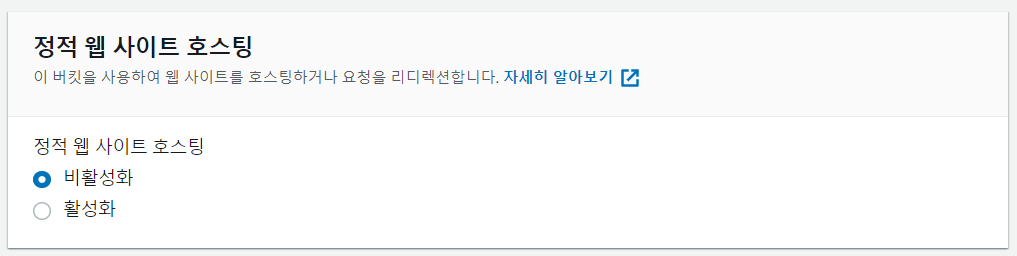 정적 웹 사이트 호스팅
이 버킷을 사용하여 웹 사이트를 호스팅하거나 요청을 리디렉션합니다. 자세히 알아보기
정적 웹 사이트 호스팅
비활성화
활성화